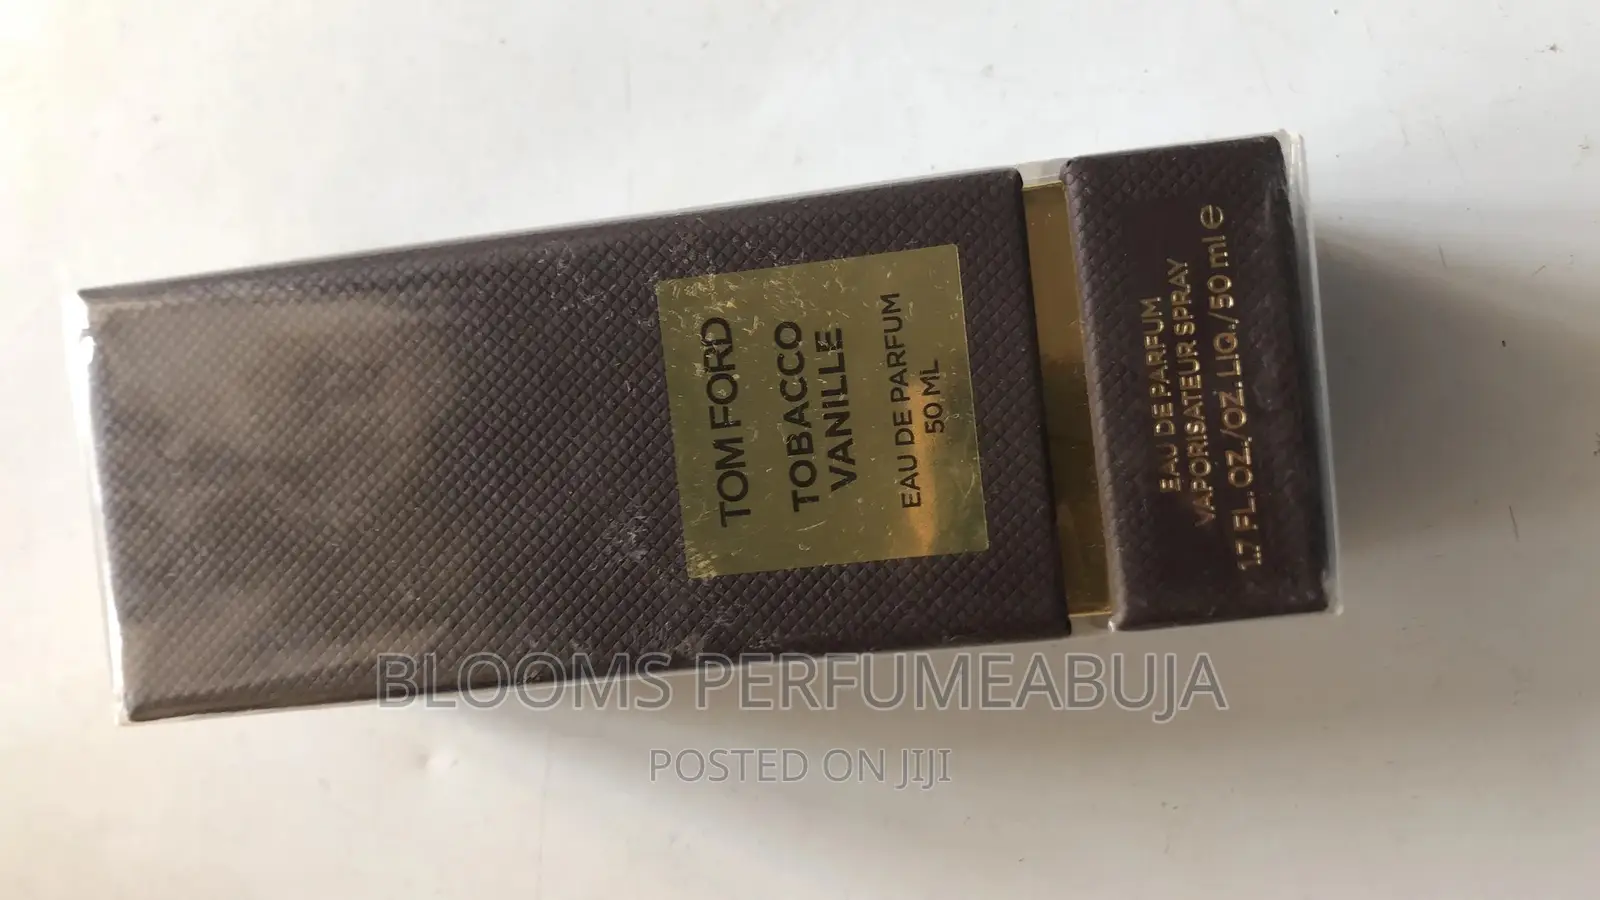 TOM FORD
TOBACCO
VANILLE
EAU DE PARFUM
50 ML
EAU DE PARFUM
VAPORISATEUR SPRAY
1.7 FL. OZ./OZ. LIQ./50 ml e
BLOOMS PERFUMEABUJA
POSTED ON JIJI